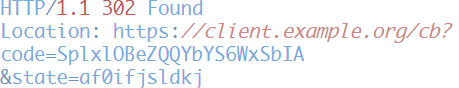 HTTP/1.1 302 Found
Location: https://client.example.org/cb?
code=SplxlOBeZQQYbYS6WxSbIA
&state=af0ifjsldkj